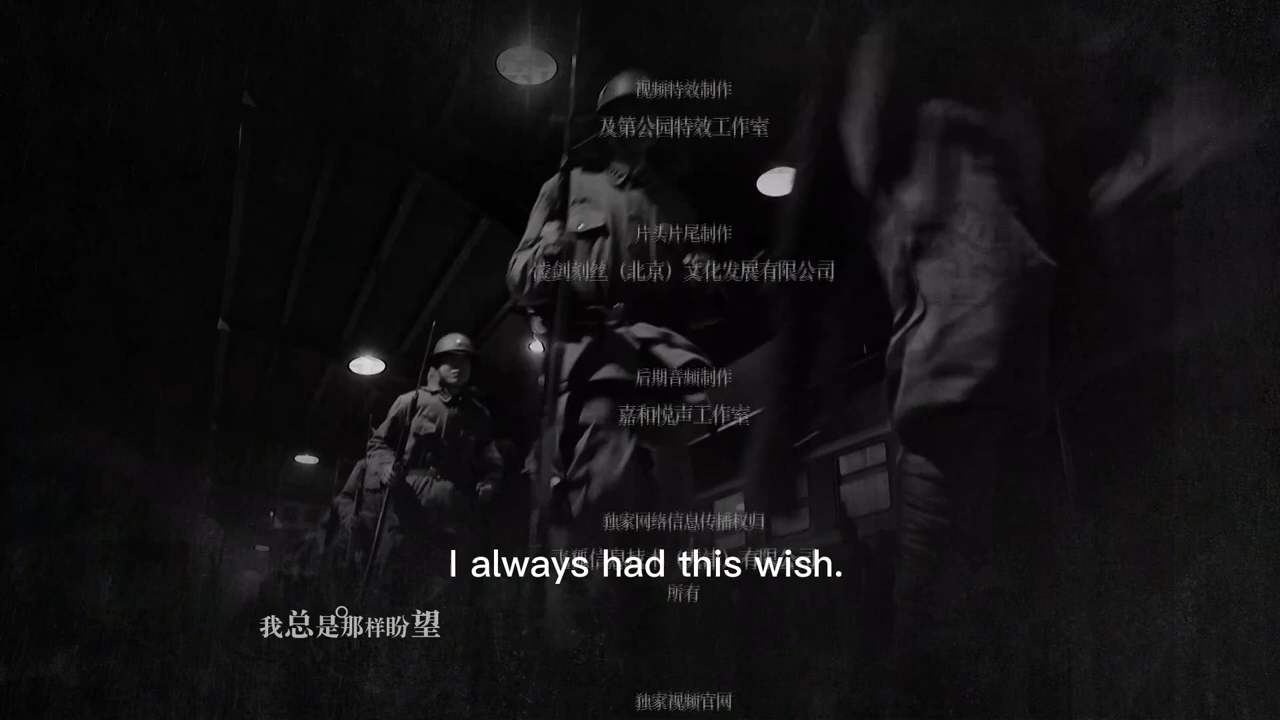 视频特效制作
及第公园特效工作室
片头片尾制作
凌剑刻丝（北京）文化发展有限公司
后期音频制作
嘉和悦声工作室
独家网络信息传播权归
I always had this wish.
所有
我总是那样盼望
独家视频官网